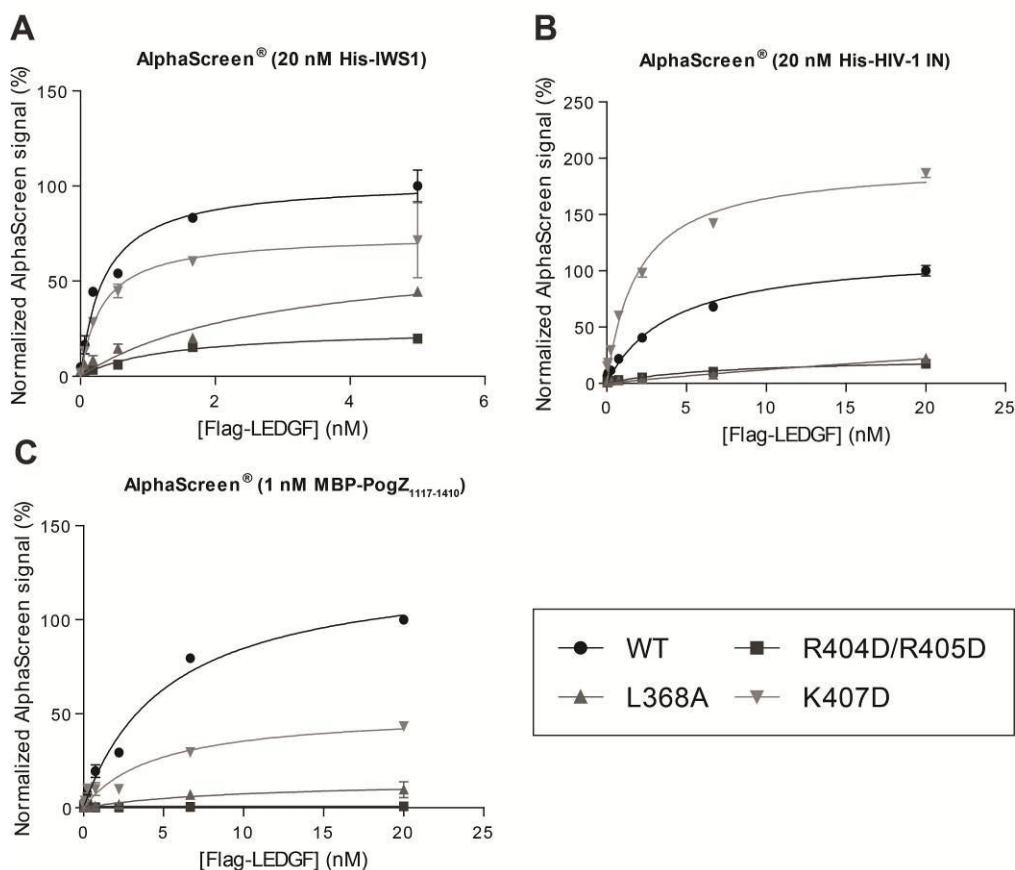 A
AlphaScreen® (20 nM His-IWS1)
Normalized AlphaScreen signal (%)
150
100
50
0
0
2
4
6
[Flag-LEDGF] (nM)
B
AlphaScreen® (20 nM His-HIV-1 IN)
Normalized AlphaScreen signal (%)
250
200
150
100
50
0
0
5
10
15
20
25
[Flag-LEDGF] (nM)
C
AlphaScreen® (1 nM MBP-PogZ1117-1410)
Normalized AlphaScreen signal (%)
150
100
50
0
0
5
10
15
20
25
[Flag-LEDGF] (nM)
WT
R404D/R405D
L368A
K407D